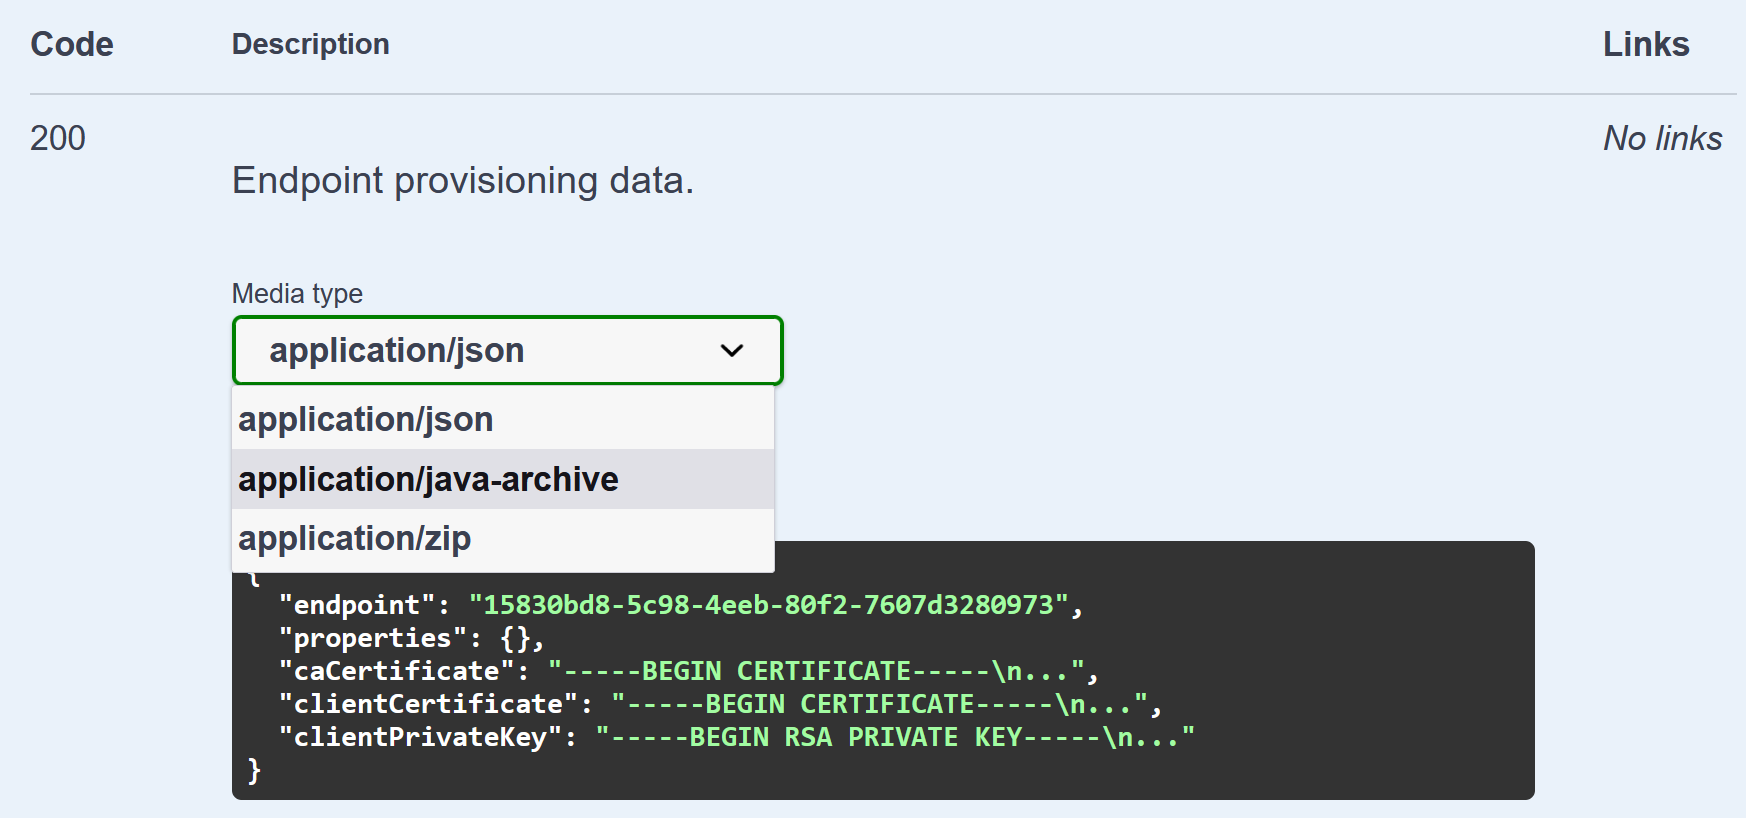 Code Description Links
200 No links
Endpoint provisioning data.
Media type
application/json
application/json
application/java-archive
application/zip
{
"endpoint": "15830bd8-5c98-4eeb-80f2-7607d3280973",
"properties": {},
"caCertificate": "-----BEGIN CERTIFICATE-----\n...",
"clientCertificate": "-----BEGIN CERTIFICATE-----\n...",
"clientPrivateKey": "-----BEGIN RSA PRIVATE KEY-----\n..."
}